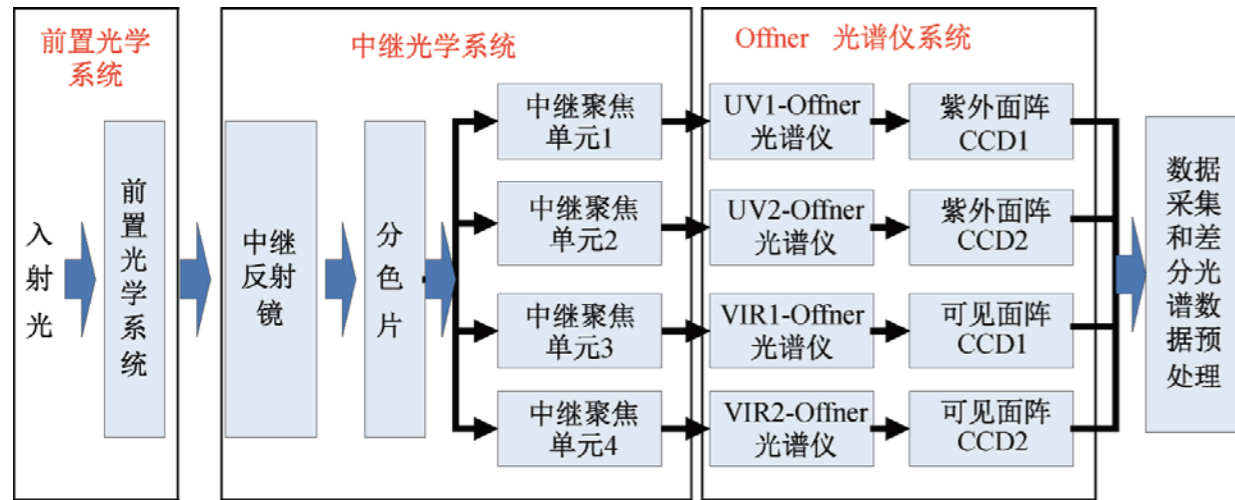 前置光学
系统
入
射
光
前
置
光
学
系
统
中继光学系统
中继
反射
镜
分
色
片
中继聚焦
单元1
中继聚焦
单元2
中继聚焦
单元3
中继聚焦
单元4
Offner 光谱仪系统
UV1-Offner
光谱仪
紫外面阵
CCD1
UV2-Offner
光谱仪
紫外面阵
CCD2
VIR1-Offner
光谱仪
可见面阵
CCD1
VIR2-Offner
光谱仪
可见面阵
CCD2
数据
采集
和差
分光
谱数
据预
处理